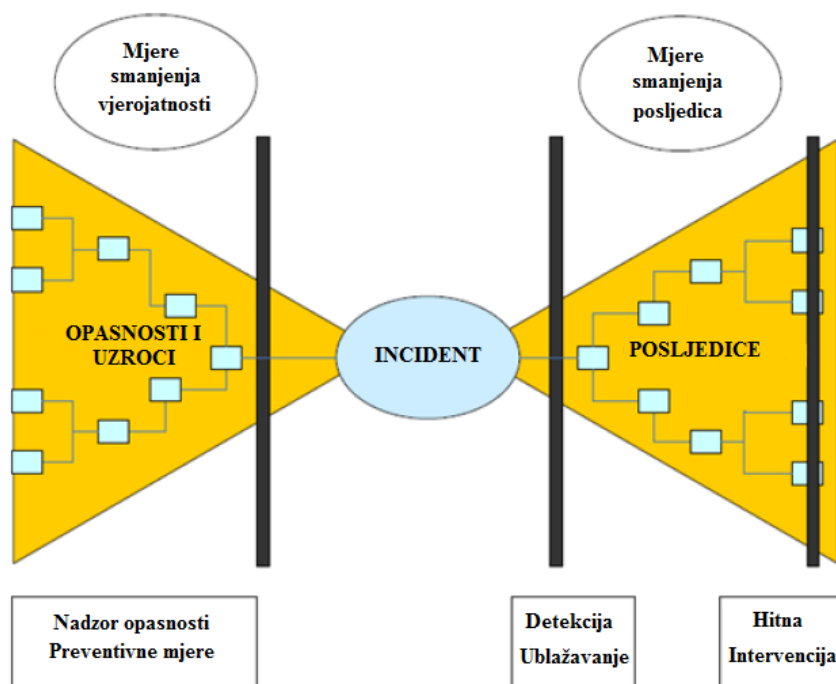 Mjere
smanjenja
vjerojatnosti
Mjere
smanjenja
posljedica
OPASNOSTI I
UZROCI
INCIDENT
POSLJEDICE
Nadzor opasnosti
Preventivne mjere
Detekcija
Ublažavanje
Hitna
Intervencija